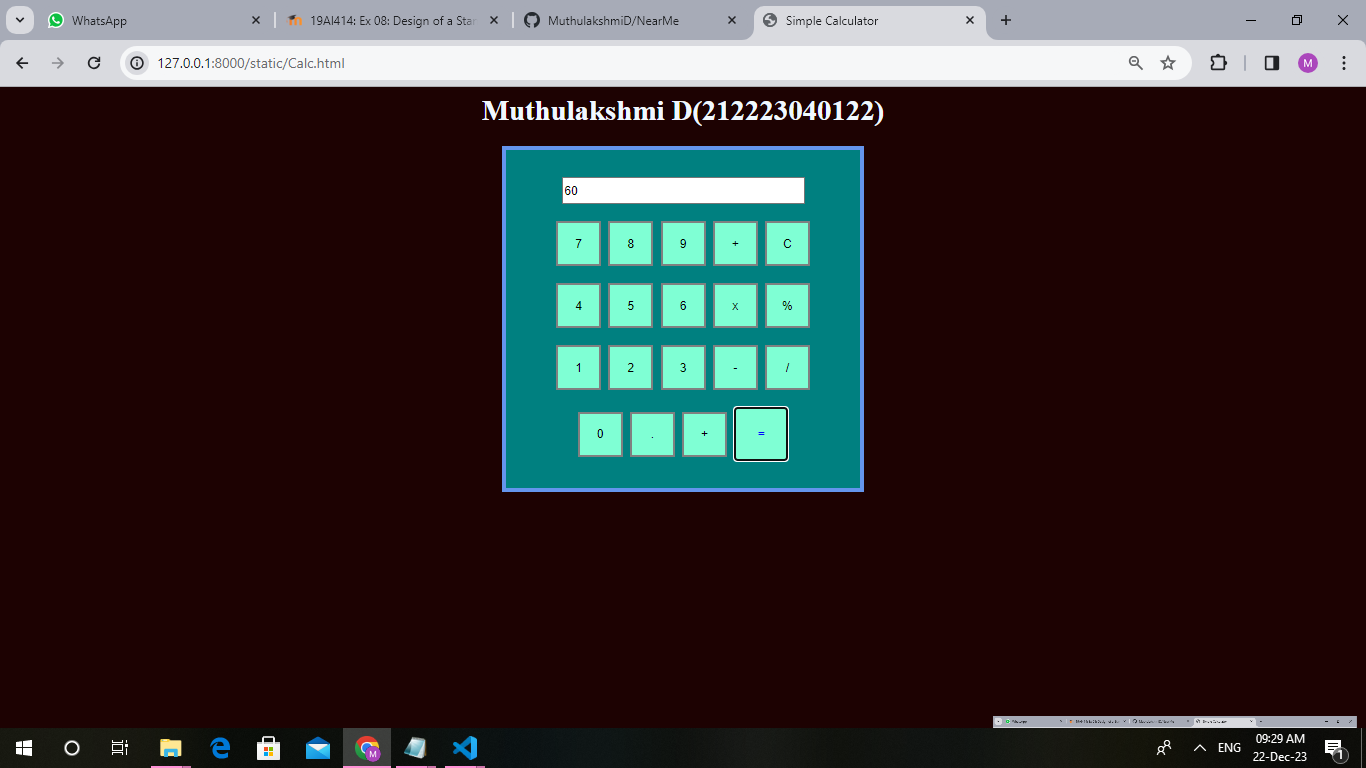 WhatsApp
19AI414: Ex 08: Design of a Star
MuthulakshmiD/NearMe
Simple Calculator
127.0.0.1:8000/static/Calc.html
M
Muthulakshmi D(212223040122)
60
7 8 9 + C
4 5 6 x %
1 2 3 - /
0 . + =
M
ENG
09:29 AM
22-Dec-23
1